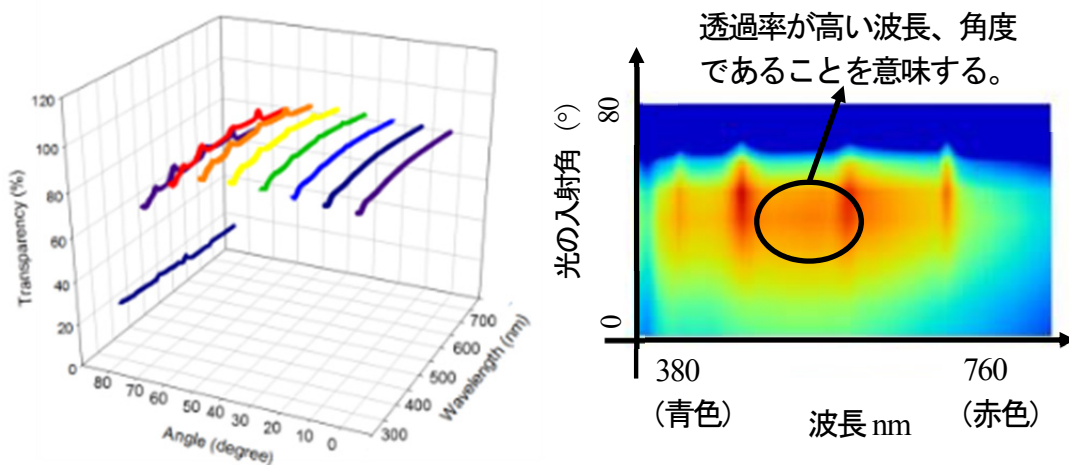 120
100
80
60
40
20
0
Transparency (%)
80
70
60
50
40
30
20
10
0
Angle (degree)
300
400
500
600
700
Wavelength (nm)
透過率が高い波長、角度
であることを意味する。
光の入射角（°）
80
0
380
（青色）
760
（赤色）
波長 nm